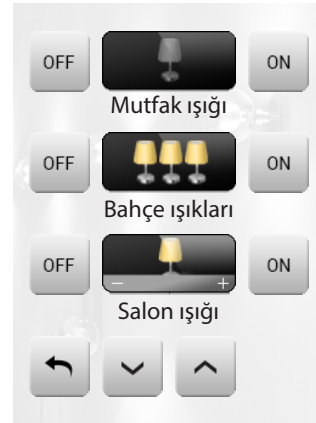 OFF ON
Mutfak ışığı
OFF ON
Bahçe ışıkları
OFF - + ON
Salon ışığı